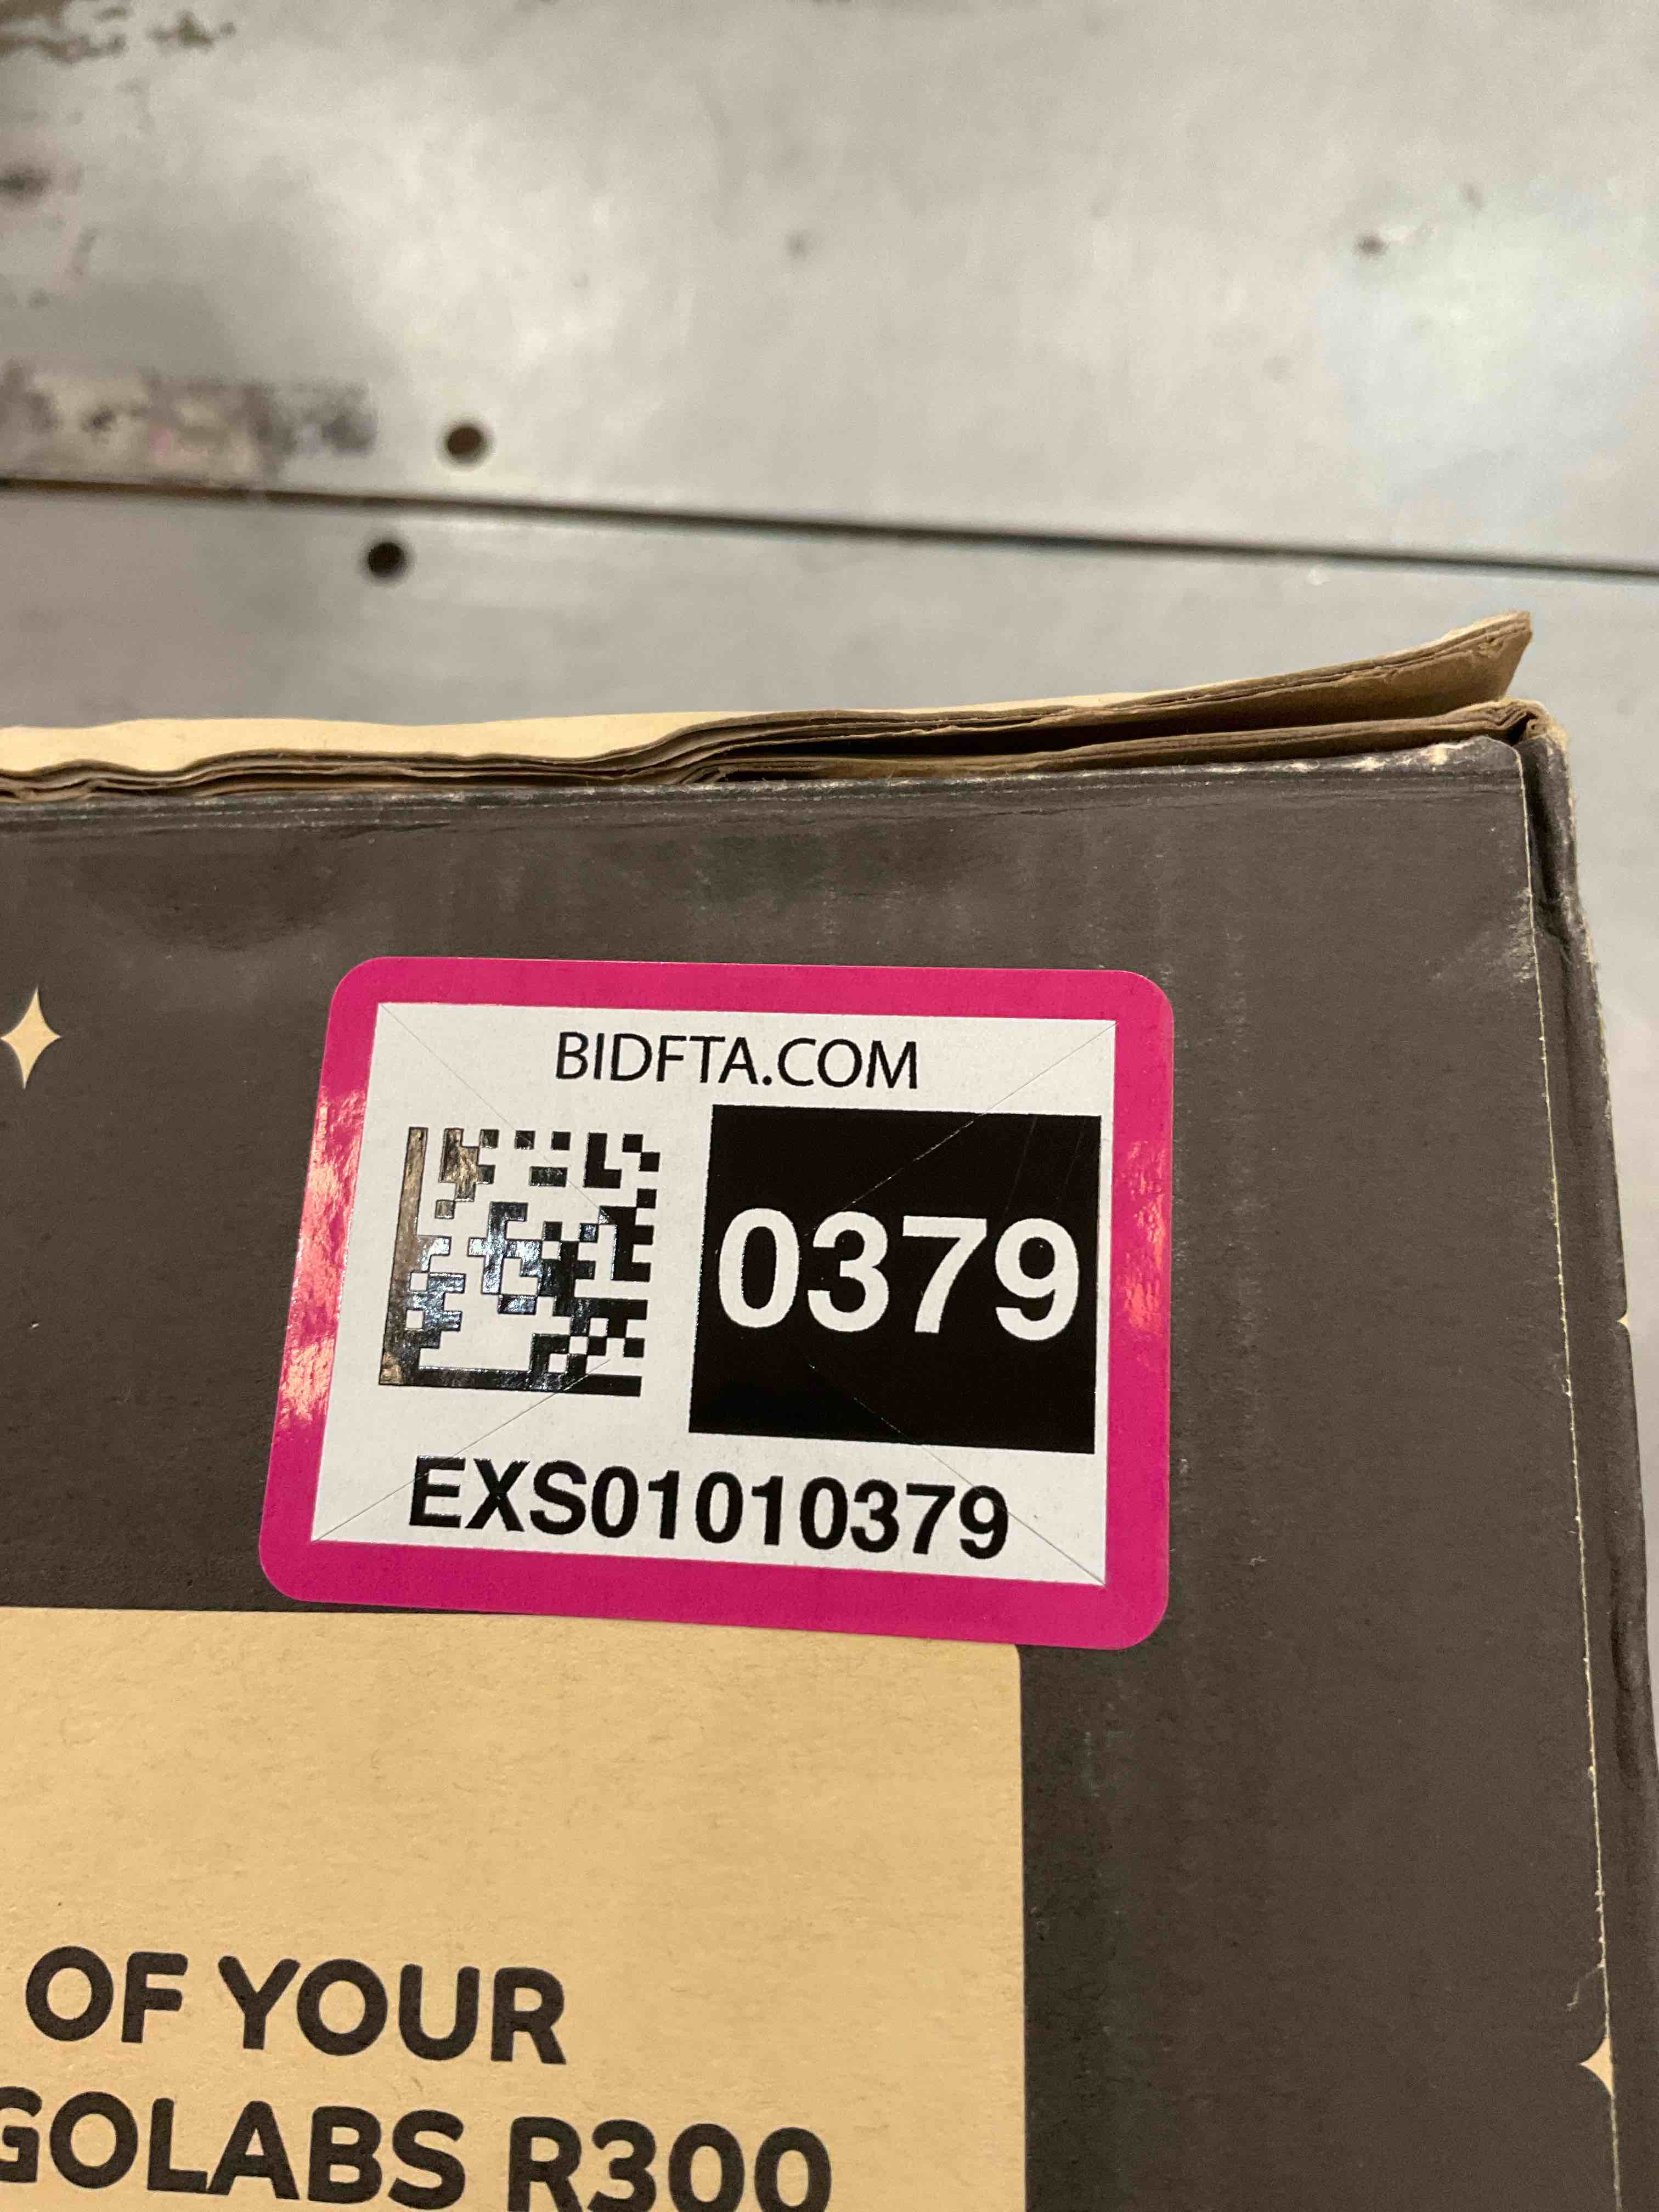 BIDFTA.COM
0379
EXS01010379
OF YOUR
GOLABS R300